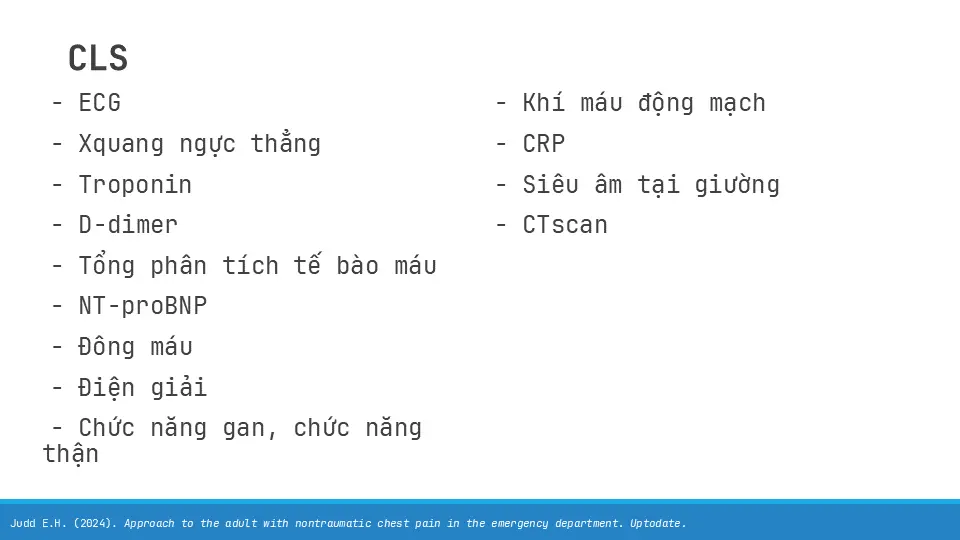 CLS
- ECG
- Xquang ngực thẳng
- Troponin
- D-dimer
- Tổng phân tích tế bào máu
- NT-proBNP
- Đông máu
- Điện giải
- Chức năng gan, chức năng
thận
- Khí máu động mạch
- CRP
- Siêu âm tại giường
- CTscan
Judd E.H. (2024). Approach to the adult with nontraumatic chest pain in the emergency department. Uptodate.